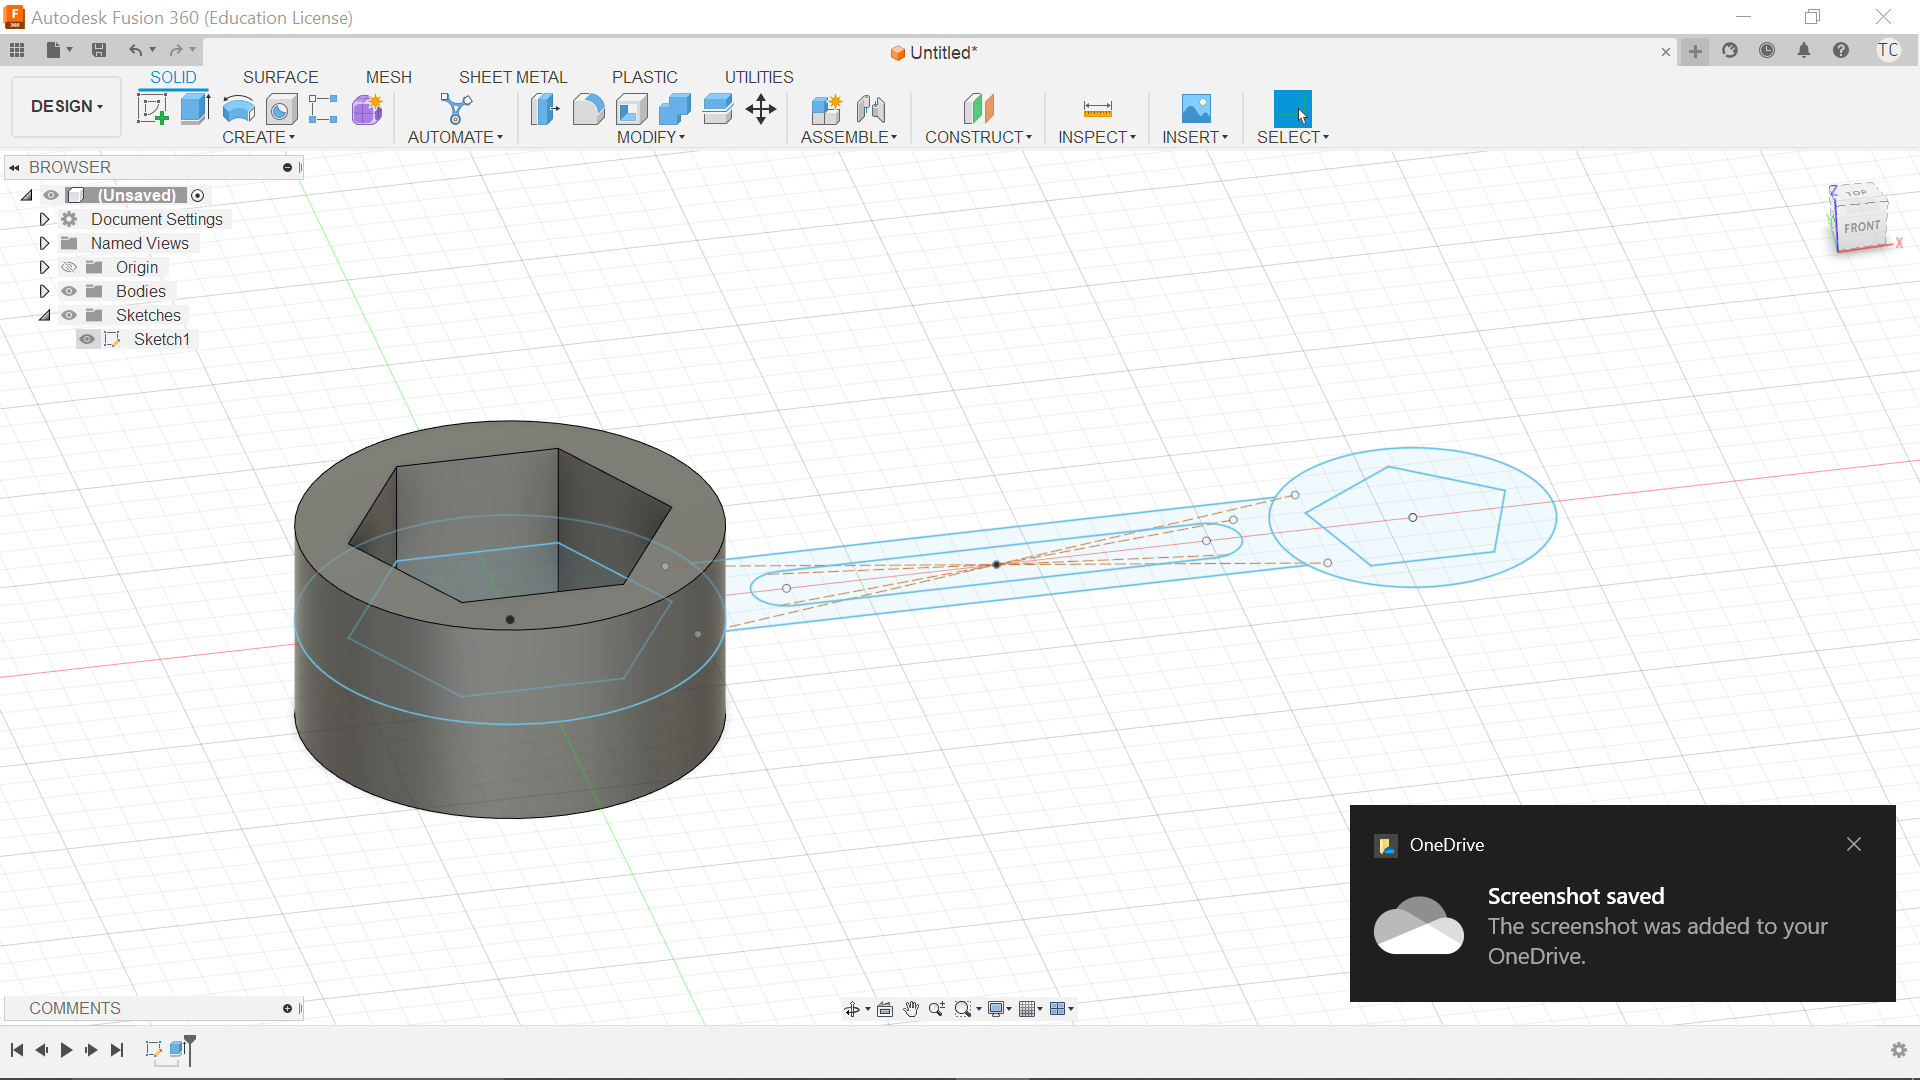 Autodesk Fusion 360 (Education License)
Untitled*
TC
SOLID SURFACE MESH SHEET METAL PLASTIC UTILITIES
DESIGN
CREATE AUTOMATE MODIFY ASSEMBLE CONSTRUCT INSPECT INSERT SELECT
BROWSER
(Unsaved)
Document Settings
Named Views
Origin
Bodies
Sketches
Sketch1
Z
TOP
FRONT
X
OneDrive
Screenshot saved
The screenshot was added to your
OneDrive.
COMMENTS